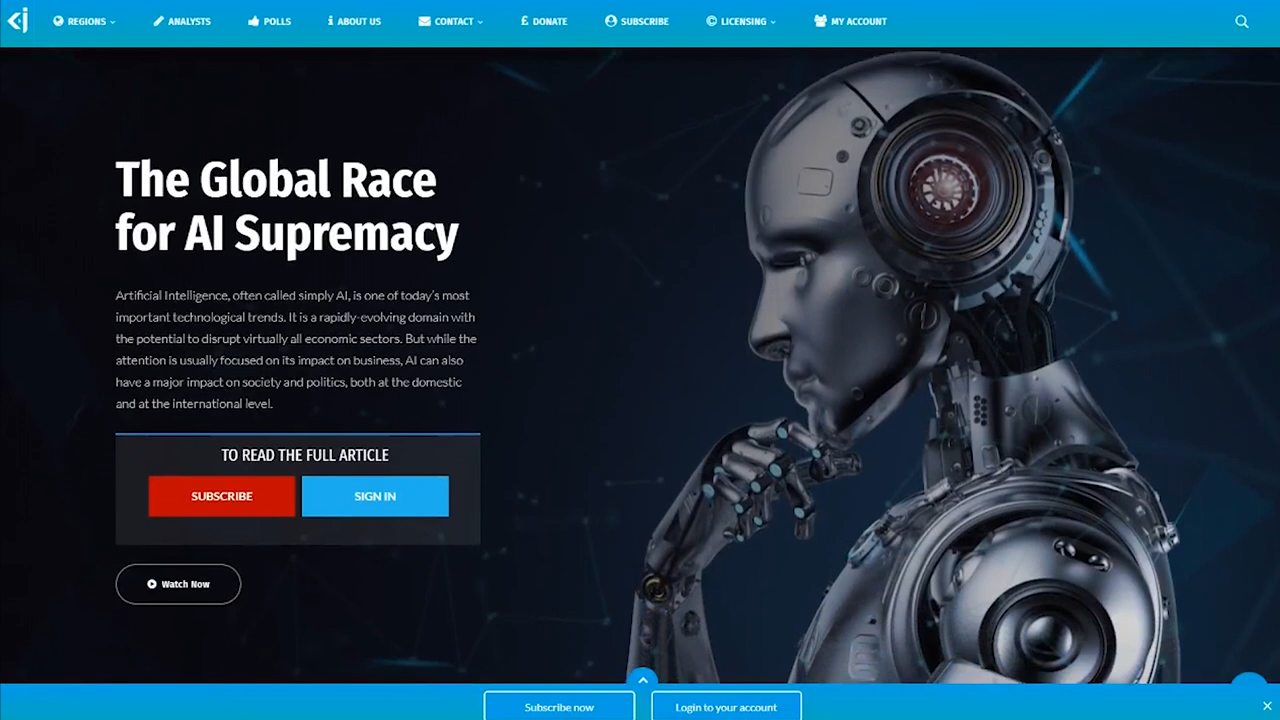 REGIONS
ANALYSTS
POLLS
ABOUT US
CONTACT
£ DONATE
SUBSCRIBE
© LICENSING
MY ACCOUNT
The Global Race
for AI Supremacy
Artificial Intelligence, often called simply AI, is one of today's most
important technological trends. It is a rapidly-evolving domain with
the potential to disrupt virtually all economic sectors. But while the
attention is usually focused on its impact on business, AI can also
have a major impact on society and politics, both at the domestic
and at the international level.
TO READ THE FULL ARTICLE
SUBSCRIBE
SIGN IN
Watch Now
Subscribe now
Login to your account